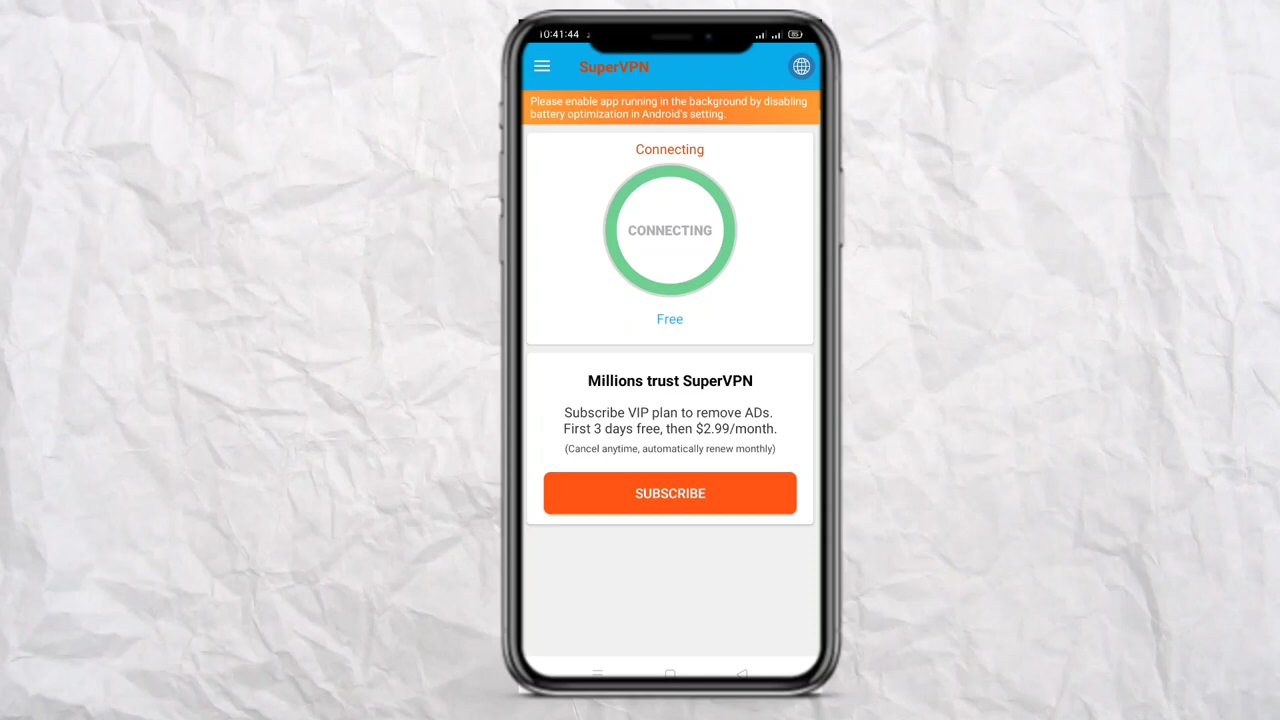 10:41:44
85
SuperVPN
Please enable app running in the background by disabling
battery optimization in Android's setting.
Connecting
CONNECTING
Free
Millions trust SuperVPN
Subscribe VIP plan to remove ADs.
First 3 days free, then $2.99/month.
(Cancel anytime, automatically renew monthly)
SUBSCRIBE